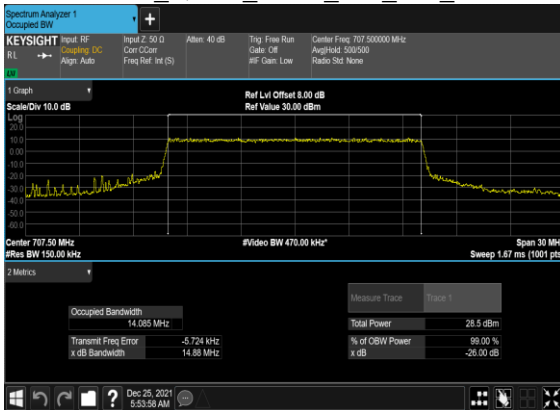 Spectrum Analyzer 1
Occupied BW
+
KEYSIGHT Input: RF Input Z: 50 Ω Atten: 40 dB Trig: Free Run Center Freq: 707.500000 MHz
RL Coupling: DC Corr CCorr Gate: Off Avg|Hold: 500/500
Align: Auto Freq Ref: Int (S) #IF Gain: Low Radio Std: None
LW
1 Graph
Ref Lvl Offset 8.00 dB
Scale/Div 10.0 dB Ref Value 30.00 dBm
Log
20.0
10.0
0.00
-10.0
-20.0
-30.0
-40.0
-50.0
-60.0
Center 707.50 MHz #Video BW 470.00 kHz* Span 30 MH
#Res BW 150.00 kHz Sweep 1.67 ms (1001 pts
2 Metrics
Measure Trace Trace 1
Occupied Bandwidth
14.085 MHz
Total Power 28.5 dBm
Transmit Freq Error -5.724 kHz % of OBW Power 99.00 %
x dB Bandwidth 14.88 MHz x dB -26.00 dB
?
Dec 25, 2021
5:53:58 AM